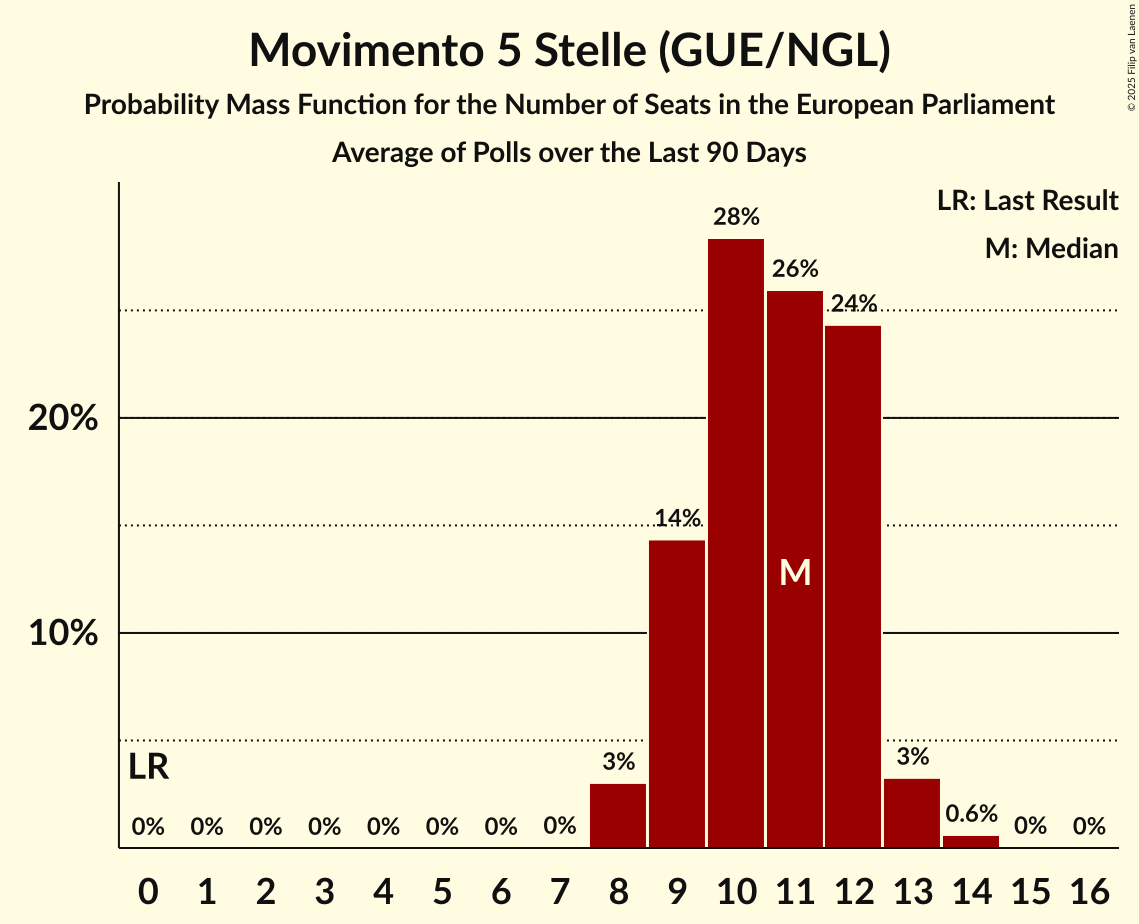 Movimento 5 Stelle (GUE/NGL)
Probability Mass Function for the Number of Seats in the European Parliament
Average of Polls over the Last 90 Days
© 2025 Filip van Laenen
LR: Last Result
M: Median
28%
26%
24%
20%
14%
M
10%
LR
3%
3%
0.6%
0% 0% 0% 0% 0% 0% 0% 0% 0% 0%
0 1 2 3 4 5 6 7 8 9 10 11 12 13 14 15 16